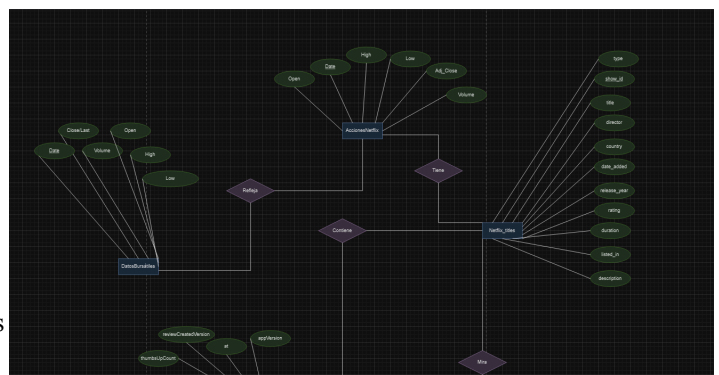 type
High
Low
Date
Adj_Close
Open
show_id
Volume
title
Close/Last
Open
AccionesNetflix
director
Date
Volume
High
country
Low
Tiene
date_added
Refleja
release_year
rating
Contiene
Netflix_titles
duration
listed_in
DatosBursátiles
description
s
reviewCreatedVersion
at
appVersion
thumbsUpCount
Mira